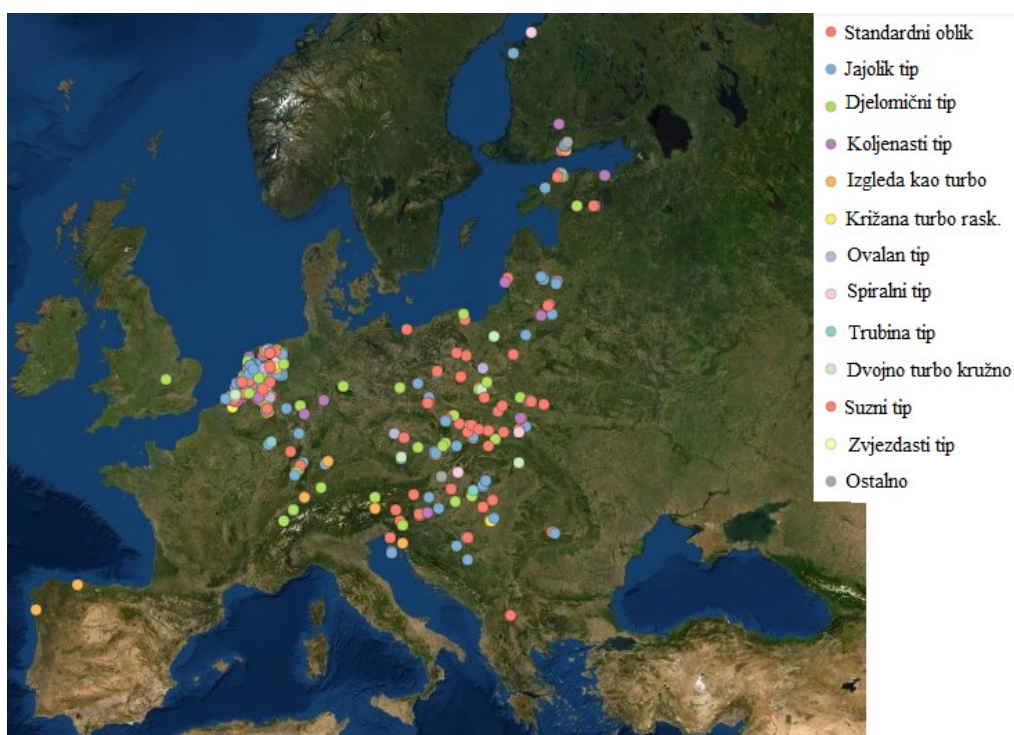 Standardni oblik
Jajolik tip
Djelomični tip
Koljenasti tip
Izgleda kao turbo
Križana turbo rask.
Ovalan tip
Spiralni tip
Trubina tip
Dvojno turbo kružno
Suzni tip
Zvjezdasti tip
Ostalno